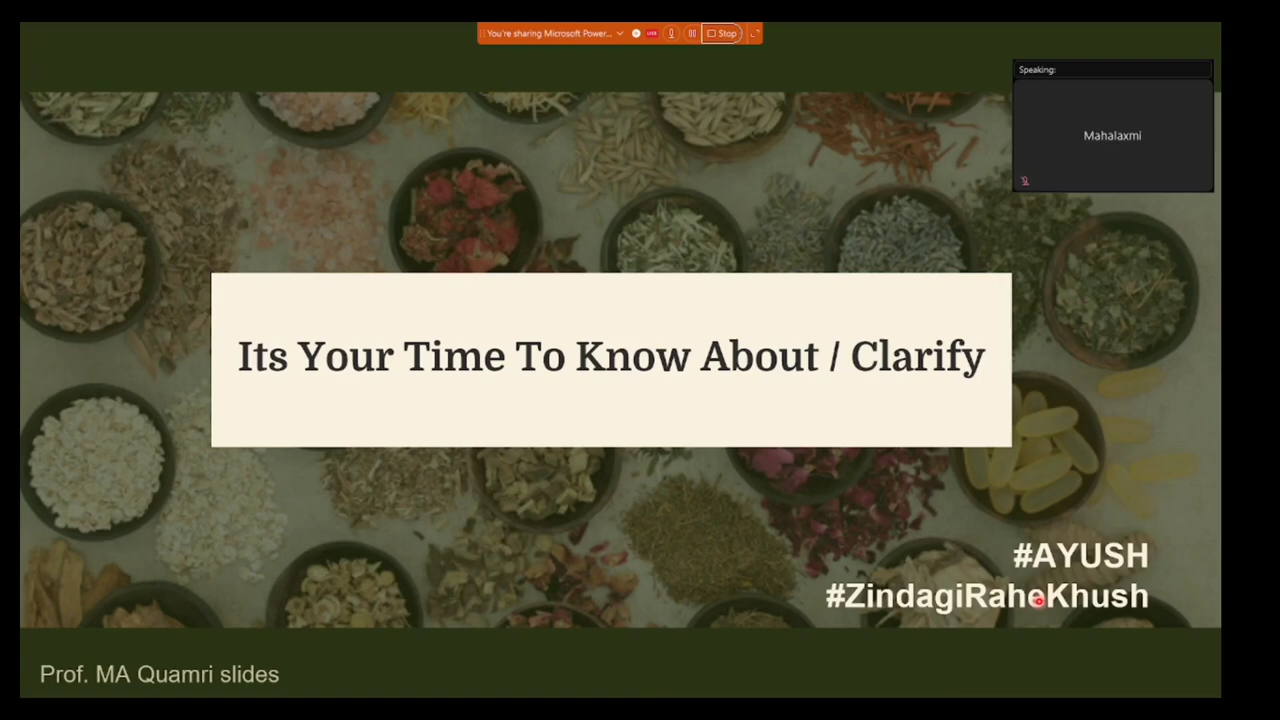 You're sharing Microsoft Power...
LIVE
Stop
Speaking:
Mahalaxmi
Its Your Time To Know About / Clarify
#AYUSH
#ZindagiRaheKhush
Prof. MA Quamri slides